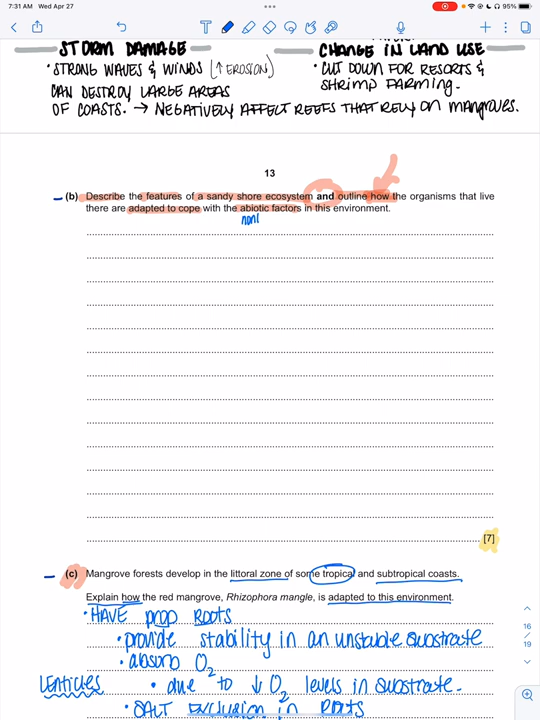 7:31 AM Wed Apr 27
95%
STORM DAMAGE
CHANGE IN LAND USE
• STRONG WAVES & WINDS (↑ EROSION)
CAN DESTROY LARGE AREAS
OF COASTS. → NEGATIVELY AFFECT REEFS THAT RELY ON MANGROVES.
• CUT DOWN FOR RESORTS &
SHRIMP FARMING.
13
(b) Describe the features of a sandy shore ecosystem and outline how the organisms that live
there are adapted to cope with the abiotic factors in this environment.
[7]
(c) Mangrove forests develop in the littoral zone of some tropical and subtropical coasts.
Explain how the red mangrove, Rhizophora mangle, is adapted to this environment.
• HAVE prop ROOTS
• provide stability in an unstable substrate
• absorb O2
LENTICLES • due to ↓ O2 levels in substrate.
• SALT EXCLUSION in ROOTS
16
19